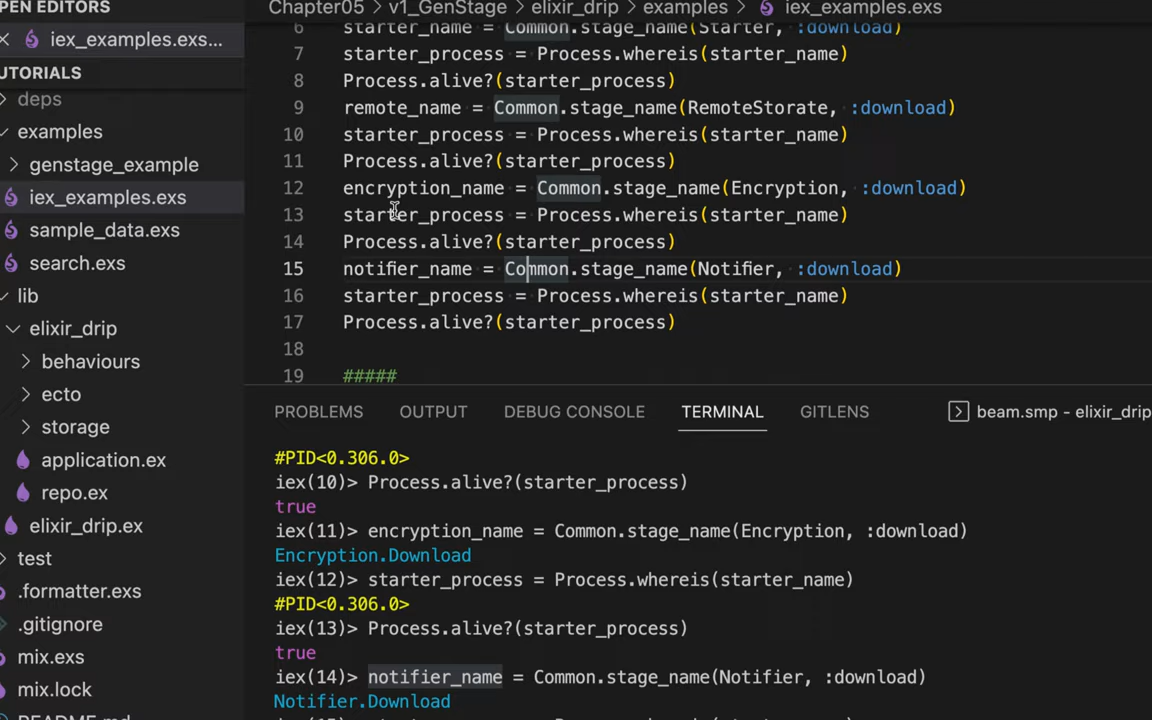 PEN EDITORS
iex_examples.exs...
UTORIALS
deps
examples
genstage_example
iex_examples.exs
sample_data.exs
search.exs
lib
elixir_drip
behaviours
ecto
storage
application.ex
repo.ex
elixir_drip.ex
test
.formatter.exs
.gitignore
mix.exs
mix.lock
README.md
Chapter05 > v1_GenStage > elixir_drip > examples > iex_examples.exs
6 starter_name = Common.stage_name(Starter, :download)
7 starter_process = Process.whereis(starter_name)
8 Process.alive?(starter_process)
9 remote_name = Common.stage_name(RemoteStorate, :download)
10 starter_process = Process.whereis(starter_name)
11 Process.alive?(starter_process)
12 encryption_name = Common.stage_name(Encryption, :download)
13 starter_process = Process.whereis(starter_name)
14 Process.alive?(starter_process)
15 notifier_name = Common.stage_name(Notifier, :download)
16 starter_process = Process.whereis(starter_name)
17 Process.alive?(starter_process)
18
19 #####
PROBLEMS OUTPUT DEBUG CONSOLE TERMINAL GITLENS beam.smp - elixir_drip
#PID<0.306.0>
iex(10)> Process.alive?(starter_process)
true
iex(11)> encryption_name = Common.stage_name(Encryption, :download)
Encryption.Download
iex(12)> starter_process = Process.whereis(starter_name)
#PID<0.306.0>
iex(13)> Process.alive?(starter_process)
true
iex(14)> notifier_name = Common.stage_name(Notifier, :download)
Notifier.Download